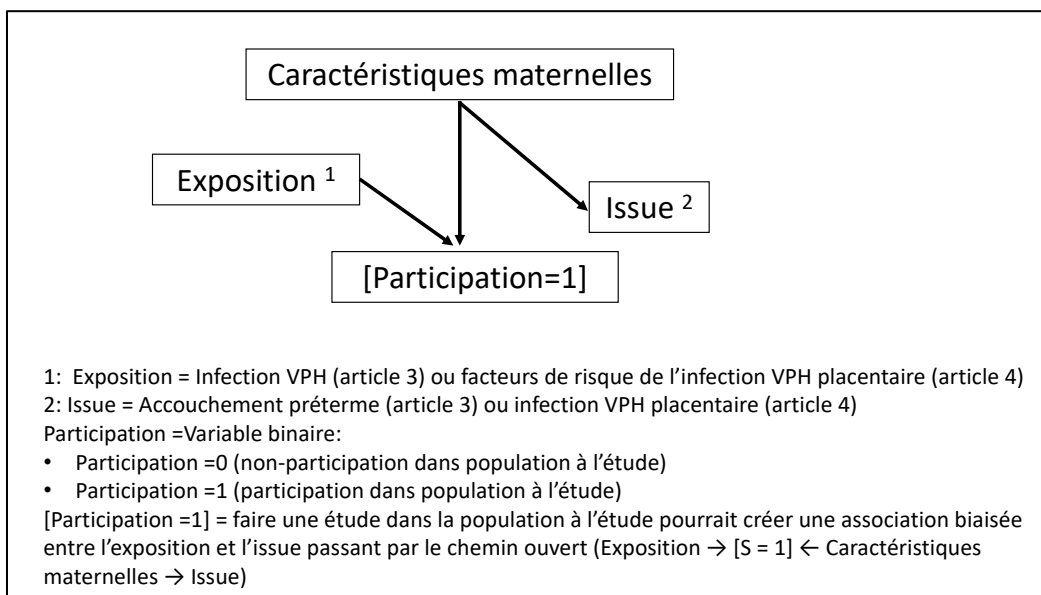 Caractéristiques maternelles
Exposition ¹
Issue ²
[Participation=1]
1:  Exposition = Infection VPH (article 3) ou facteurs de risque de l’infection VPH placentaire (article 4)
2: Issue = Accouchement préterme (article 3) ou infection VPH placentaire (article 4)
Participation =Variable binaire:
• Participation =0 (non-participation dans population à l’étude)
• Participation =1 (participation dans population à l’étude)
[Participation =1] = faire une étude dans la population à l’étude pourrait créer une association biaisée
entre l’exposition et l’issue passant par le chemin ouvert (Exposition → [S = 1] ← Caractéristiques
maternelles → Issue)